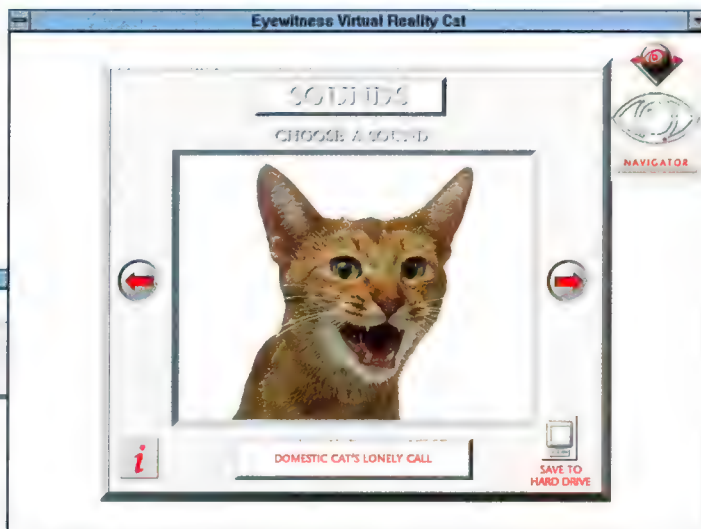 Eyewitness Virtual Reality Cat
SOUNDS
CHOOSE A SOUND
NAVIGATOR
i
DOMESTIC CAT'S LONELY CALL
SAVE TO
HARD DRIVE